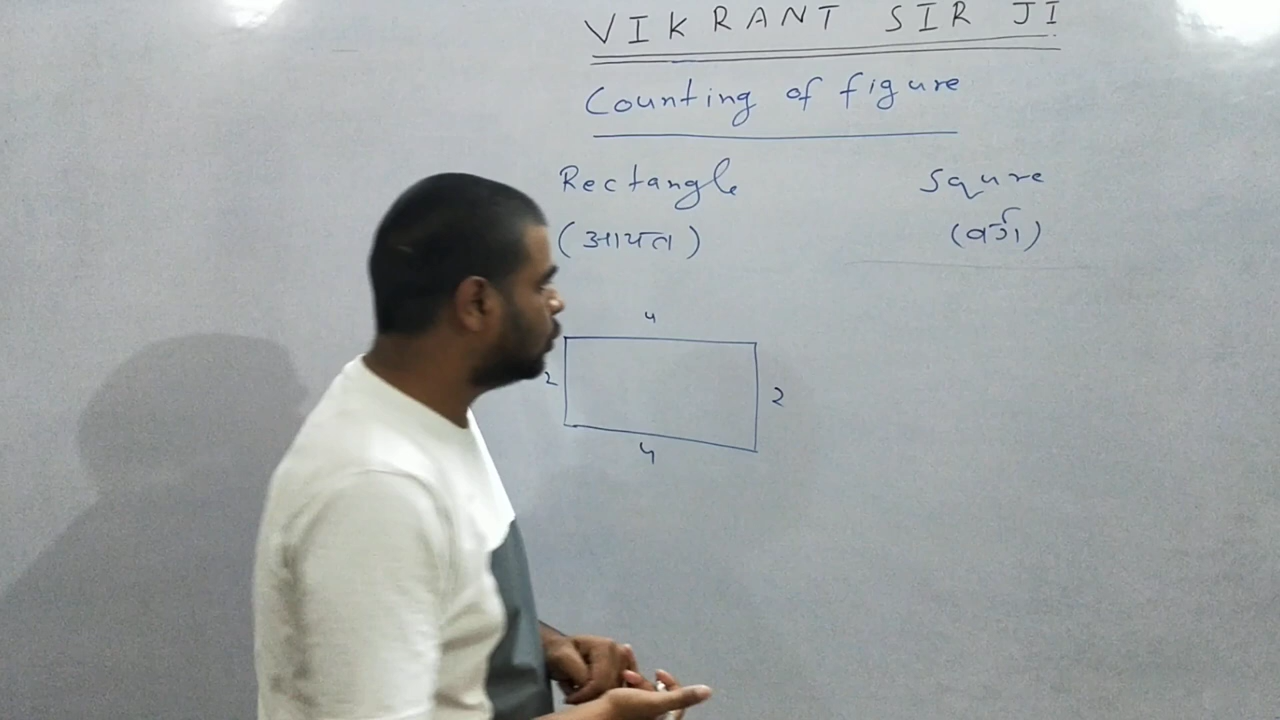 VIKRANT SIR JI
Counting of figure
Rectangle Squre
(आयत) (वर्ग)
4
2 2
4